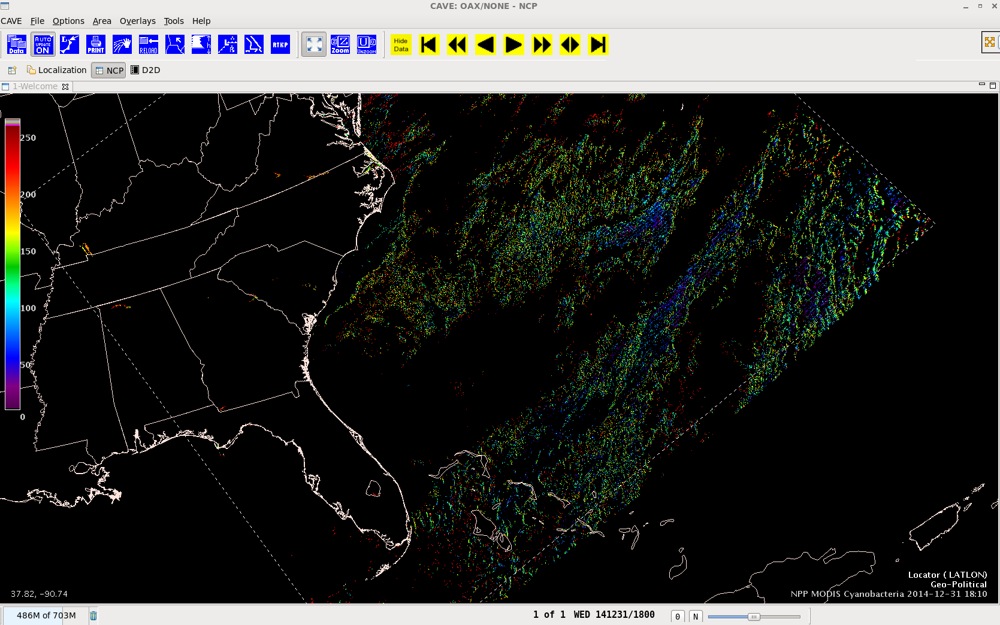 CAVE: OAX/NONE - NCP
CAVE File Options Area Overlays Tools Help
Data
AUTO UPDATE ON
PRINT
RELOAD
RTKP
Z Z Zoom
U U UNZOOM
Hide Data
Localization NCP D2D
1-Welcome
250
200
150
100
50
0
Locator ( LATLON)
Geo-Political
37.82, -90.74
NPP MODIS Cyanobacteria 2014-12-31 18:10
486M of 703M
1 of 1 WED 141231/1800
0 N